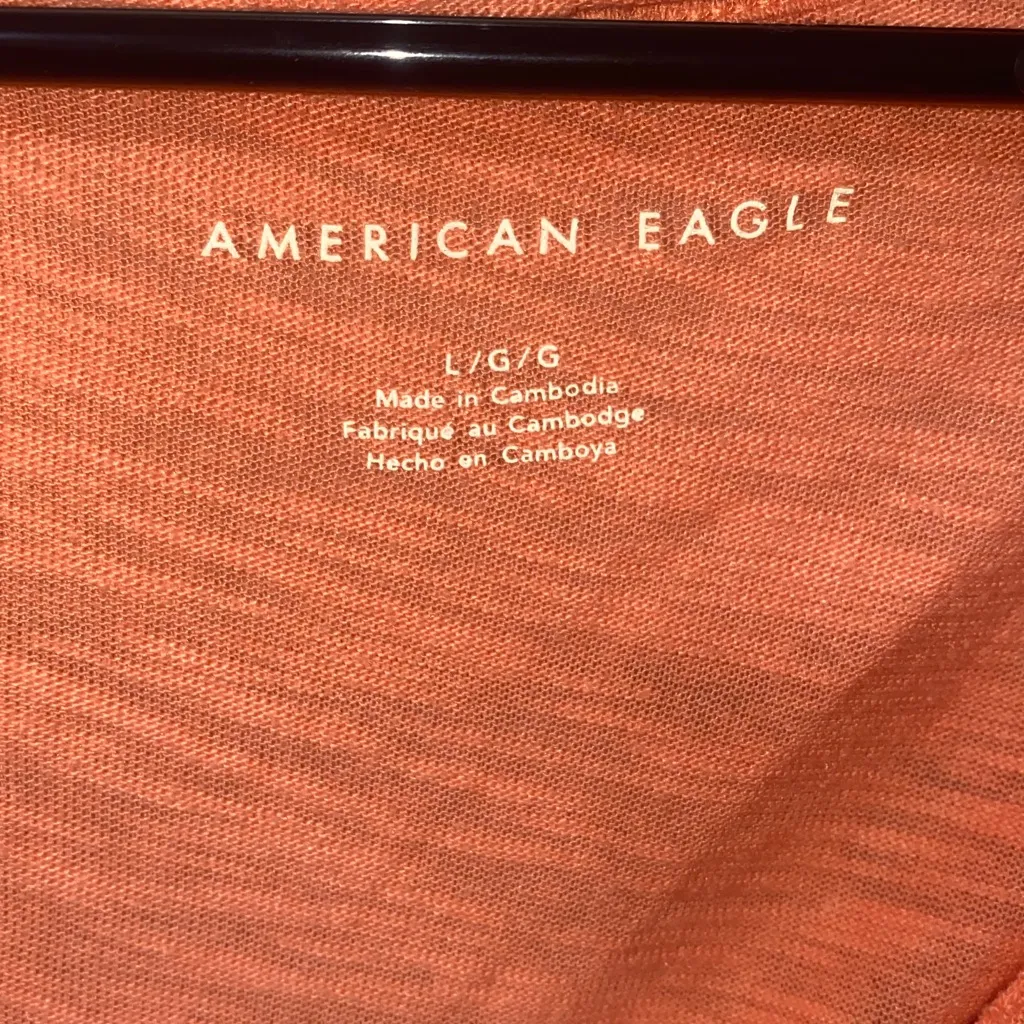 AMERICAN EAGLE
L/G/G
Made in Cambodia
Fabriqué au Cambodge
Hecho en Camboya